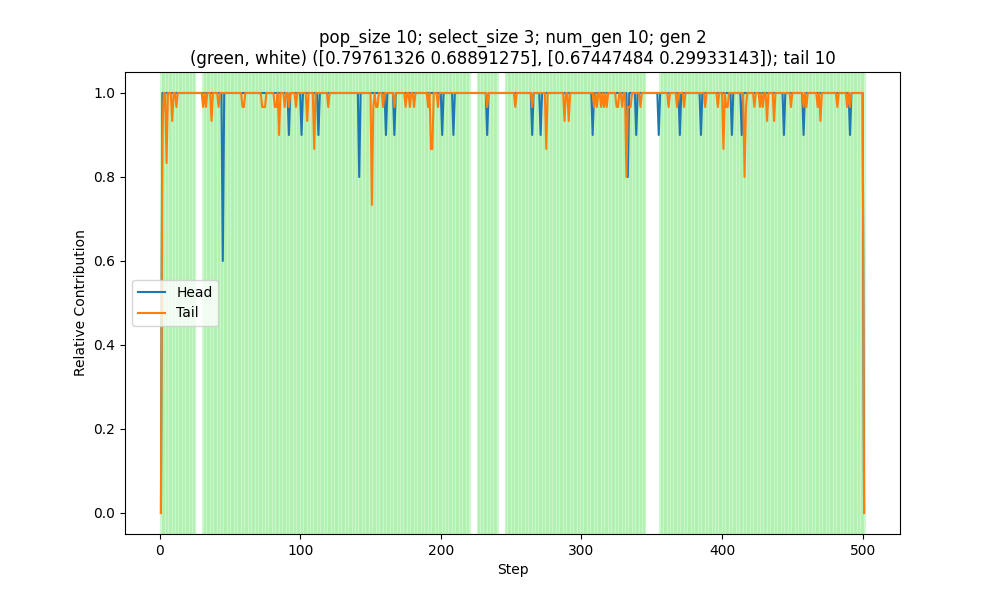 pop_size 10; select_size 3; num_gen 10; gen 2
(green, white) ([0.79761326 0.68891275], [0.67447484 0.29933143]); tail 10
1.0
0.8
0.6
0.4
0.2
0.0
Relative Contribution
Head
Tail
0 100 200 300 400 500
Step